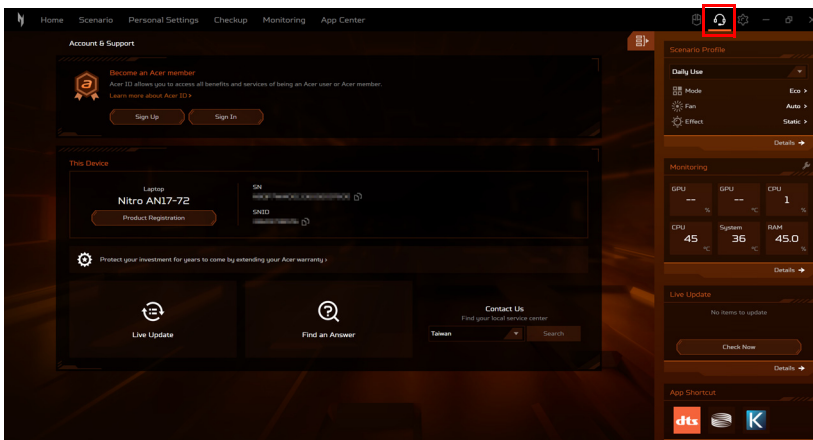 Home Scenario Personal Settings Checkup Monitoring App Center
Account & Support
Become an Acer member
Acer ID allows you to access all benefits and services of being an Acer user or Acer member.
Learn more about Acer ID >
Sign Up Sign In
This Device
Laptop
Nitro AN17-72
Product Registration
SN
SNID
Protect your investment for years to come by extending your Acer warranty >
Live Update
Find an Answer
Contact Us
Find your local service center
Taiwan Search
Scenario Profile
Daily Use
Mode Eco >
Fan Auto >
Effect Static >
Details →
Monitoring
GPU GPU CPU
-- -- 1
% °C %
CPU System RAM
45 36 45.0
°C °C %
Details →
Live Update
No items to update
Check Now
Details →
App Shortcut
dts K